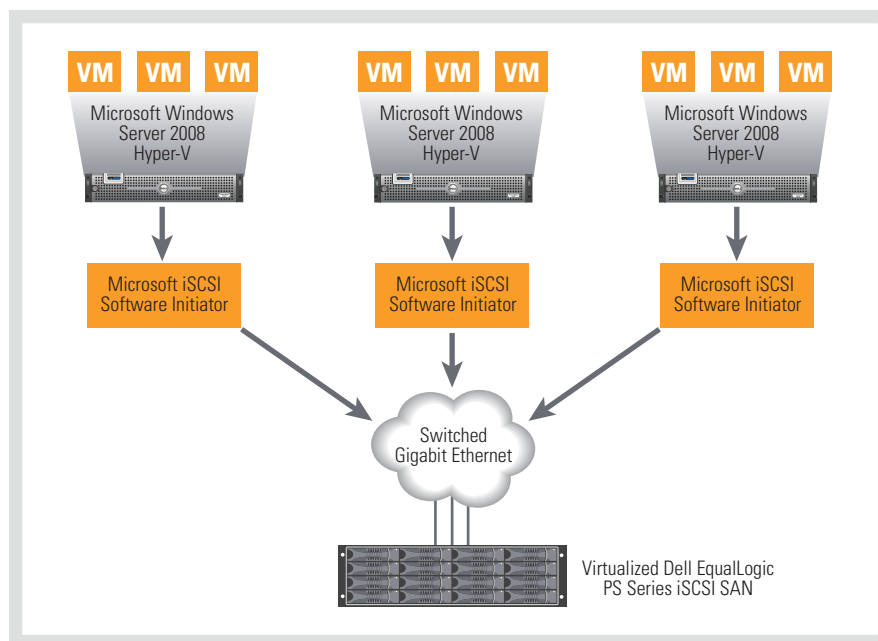 VM VM VM
Microsoft Windows
Server 2008
Hyper-V
VM VM VM
Microsoft Windows
Server 2008
Hyper-V
VM VM VM
Microsoft Windows
Server 2008
Hyper-V
Microsoft iSCSI
Software Initiator
Microsoft iSCSI
Software Initiator
Microsoft iSCSI
Software Initiator
Switched
Gigabit Ethernet
Virtualized Dell EqualLogic
PS Series iSCSI SAN